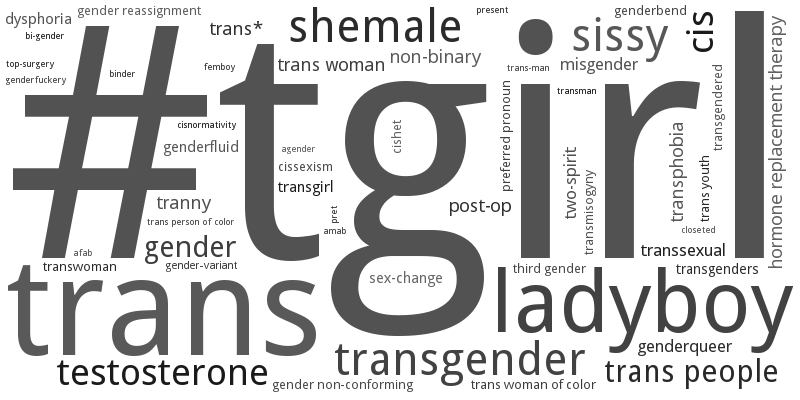 dysphoria
gender reassignment
bi-gender
trans*
shemale
present
genderbend
sissy
cis
top-surgery
genderfuckery
binder
femboy
trans woman
non-binary
trans-man
misgender
#tgirl
transman
transgendered
hormone replacement therapy
cisnormativity
genderfluid
agender
cissexism
transgirl
cishet
preferred pronoun
two-spirit
transmisogyny
transphobia
trans youth
tranny
trans person of color
pret
amab
post-op
closeted
gender
afab
transwoman
gender-variant
transsexual
third gender
transgenders
trans
sex-change
ladyboy
transgender
genderqueer
testosterone
gender non-conforming
trans woman of color
trans people